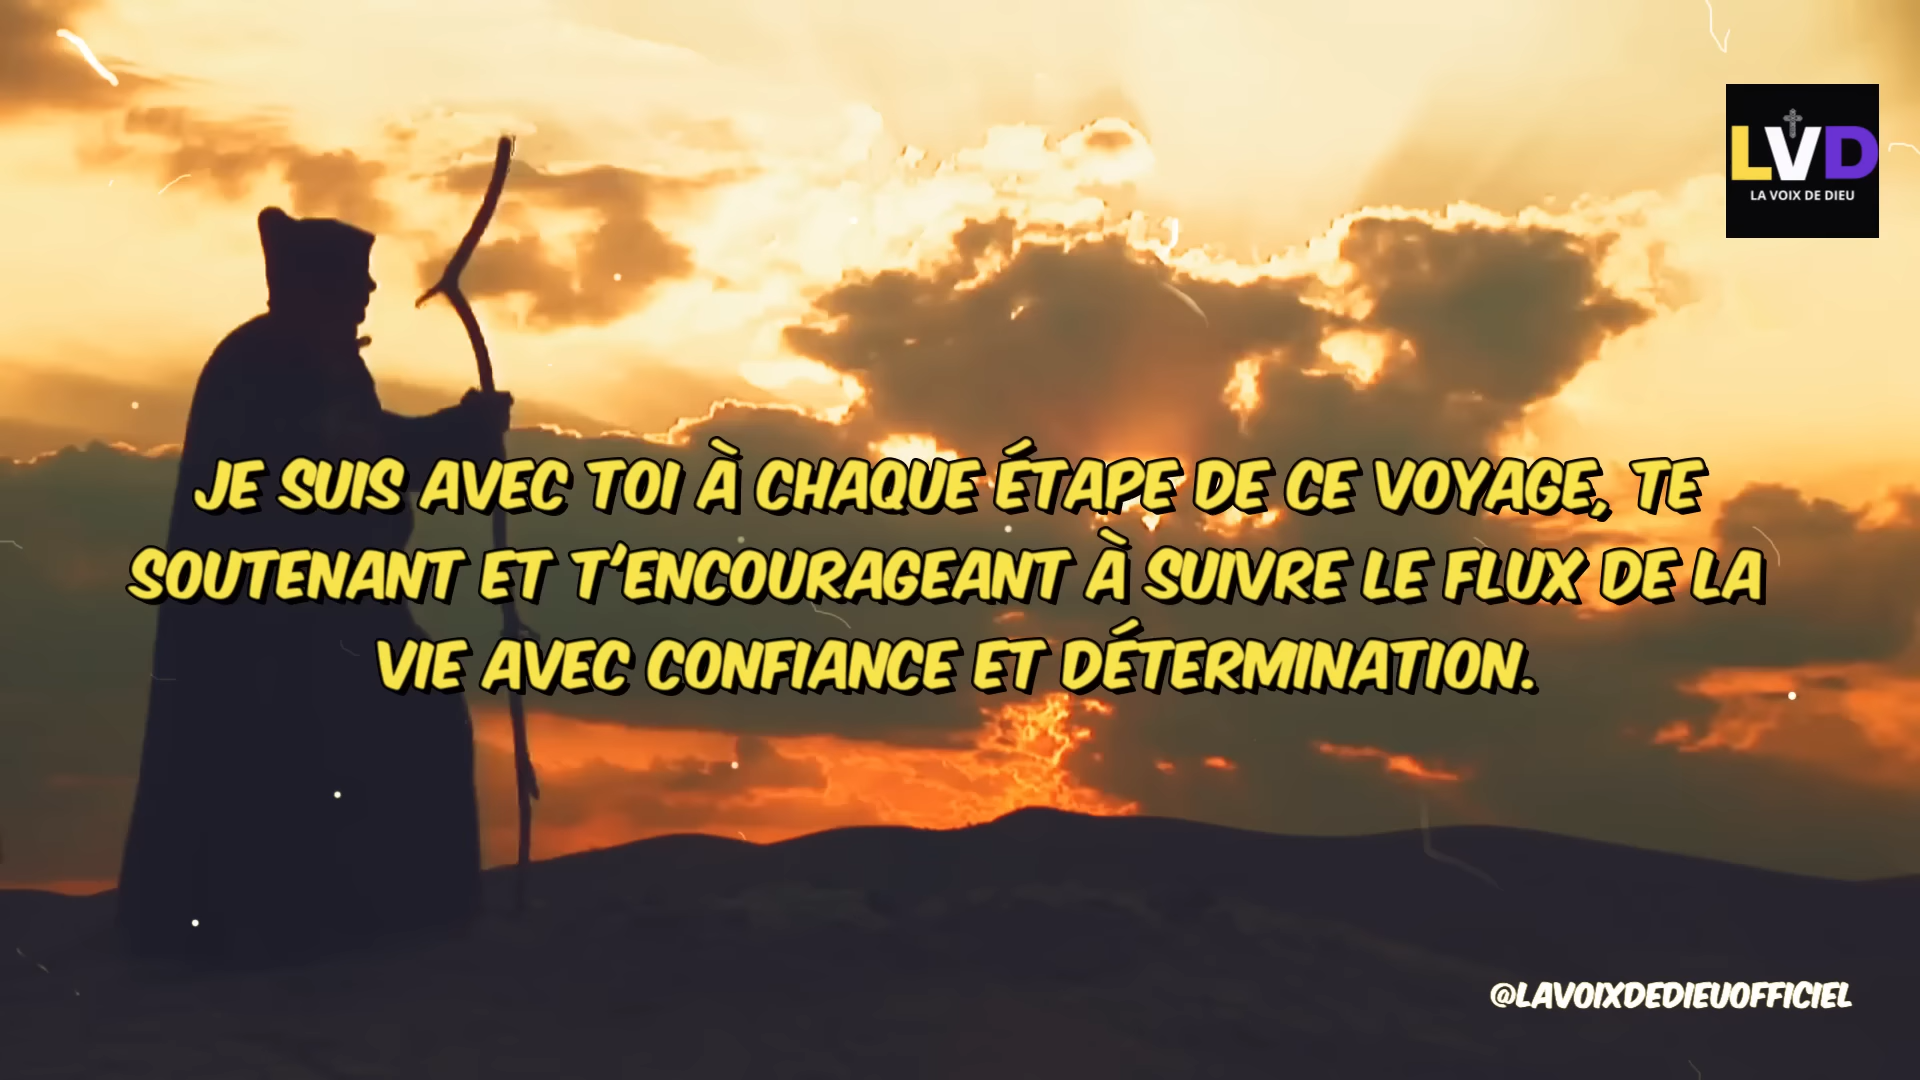 LVD
LA VOIX DE DIEU
JE SUIS AVEC TOI À CHAQUE ÉTAPE DE CE VOYAGE, TE
SOUTENANT ET T'ENCOURAGEANT À SUIVRE LE FLUX DE LA
VIE AVEC CONFIANCE ET DÉTERMINATION.
@LAVOIXDEDIEUOFFICIEL